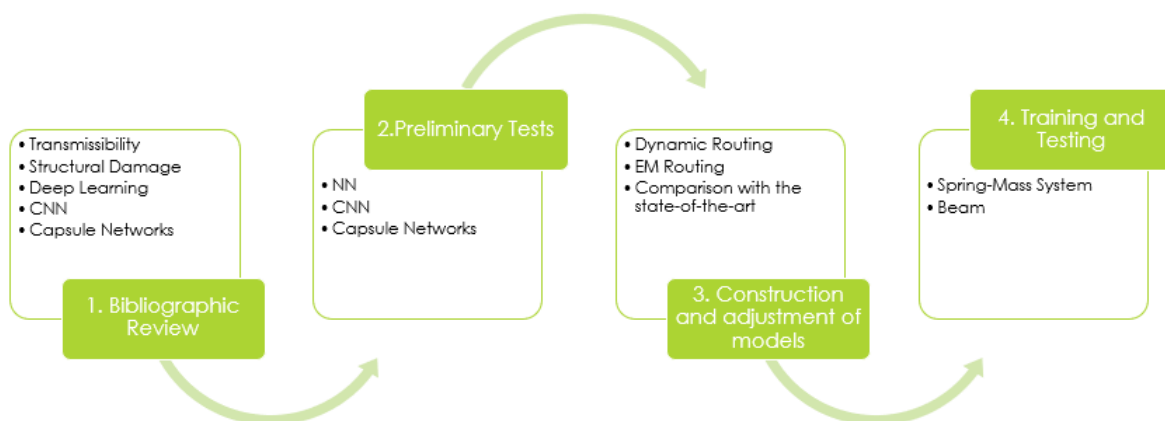 • Transmissibility
• Structural Damage
• Deep Learning
• CNN
• Capsule Networks
1. Bibliographic
Review
2.Preliminary Tests
• NN
• CNN
• Capsule Networks
• Dynamic Routing
• EM Routing
• Comparison with the
state-of-the-art
3. Construction
and adjustment of
models
4. Training and
Testing
• Spring-Mass System
• Beam